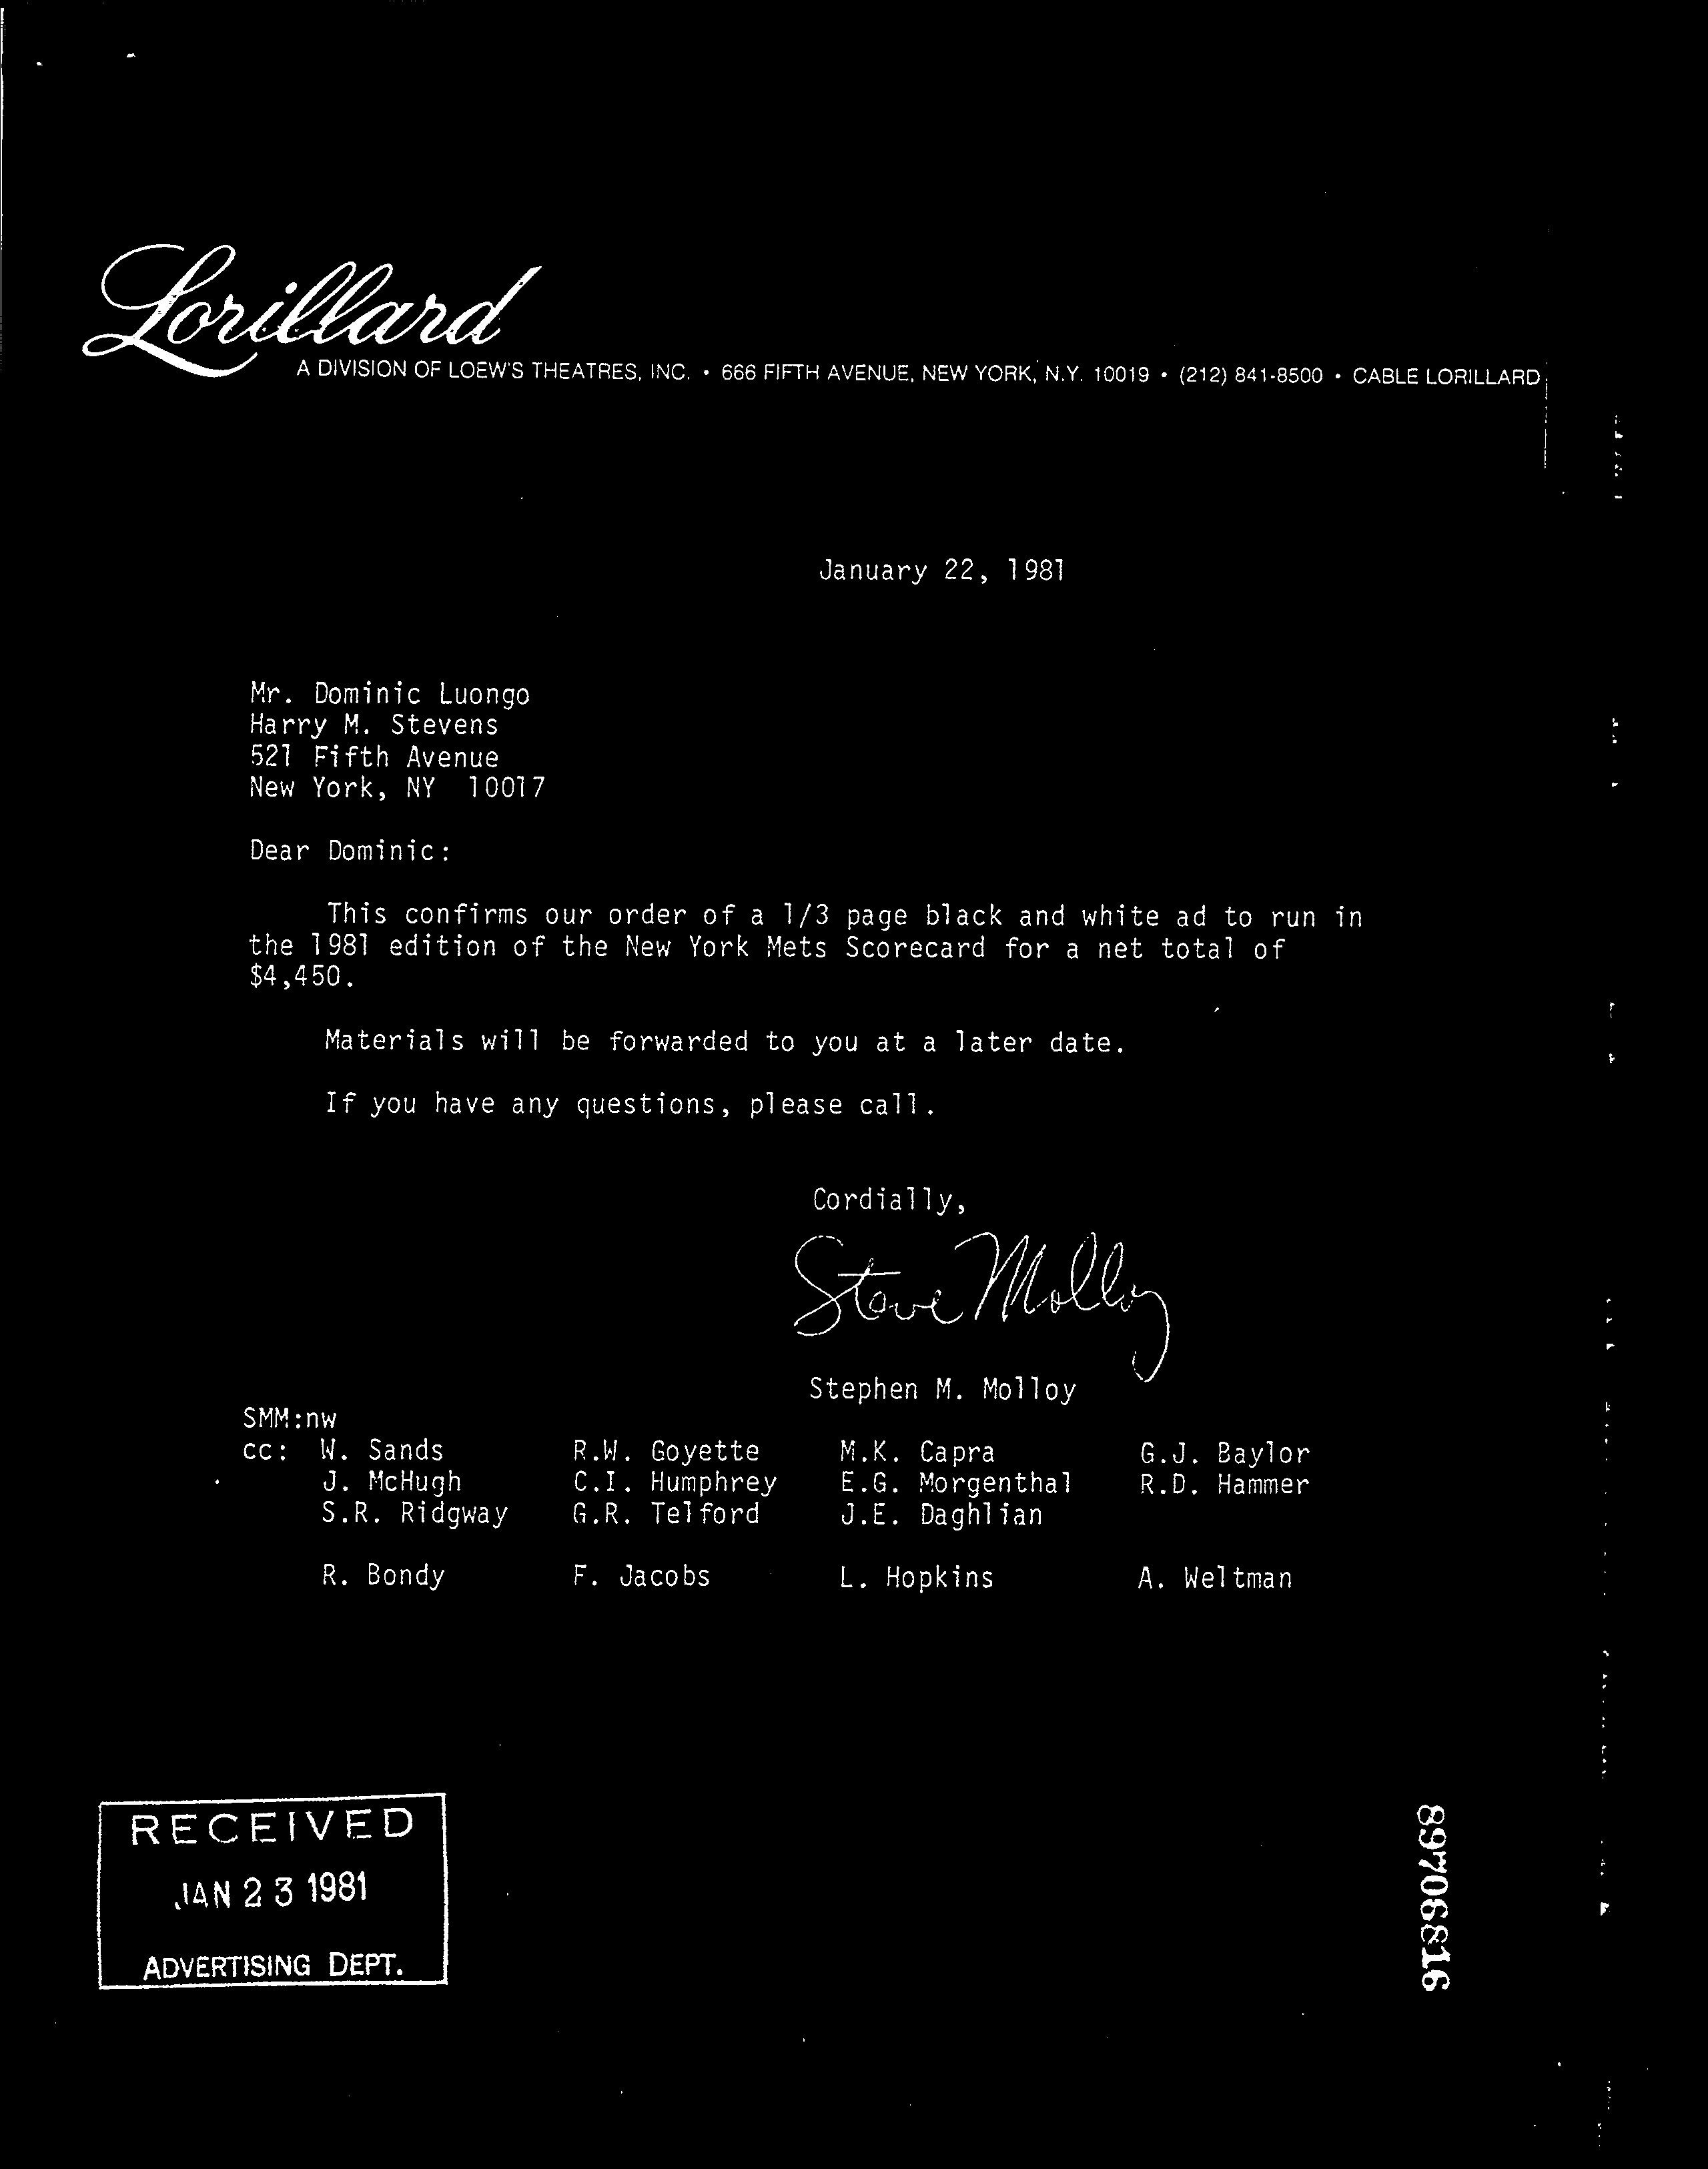 Lorillard
A DIVISION OF LOEW'S THEATRES, INC. • 666 FIFTH AVENUE, NEW YORK, N.Y. 10019 • (212) 841-8500 • CABLE LORILLARD
January 22, 1981
Mr. Dominic Luongo
Harry M. Stevens
521 Fifth Avenue
New York, NY 10017
Dear Dominic:
This confirms our order of a 1/3 page black and white ad to run in
the 1981 edition of the New York Mets Scorecard for a net total of
$4,450.
Materials will be forwarded to you at a later date.
If you have any questions, please call.
Cordially,
Steve Molloy
Stephen M. Molloy
SMM:nw
cc: W. Sands R.W. Goyette M.K. Capra G.J. Baylor
J. McHugh C.I. Humphrey E.G. Morgenthal R.D. Hammer
S.R. Ridgway G.R. Telford J.E. Daghlian
R. Bondy F. Jacobs L. Hopkins A. Weltman
RECEIVED
JAN 23 1981
ADVERTISING DEPT.
89706816